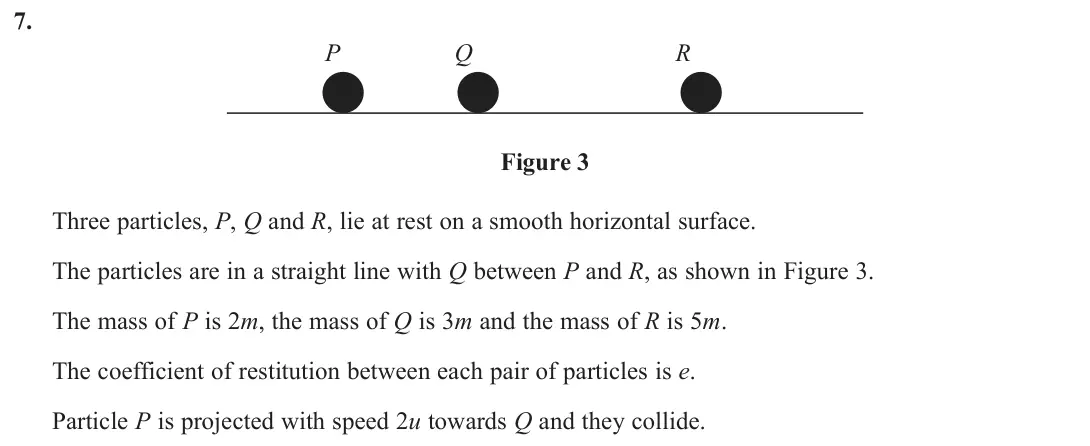 7.
P Q R
Figure 3
Three particles, P, Q and R, lie at rest on a smooth horizontal surface.
The particles are in a straight line with Q between P and R, as shown in Figure 3.
The mass of P is 2m, the mass of Q is 3m and the mass of R is 5m.
The coefficient of restitution between each pair of particles is e.
Particle P is projected with speed 2u towards Q and they collide.